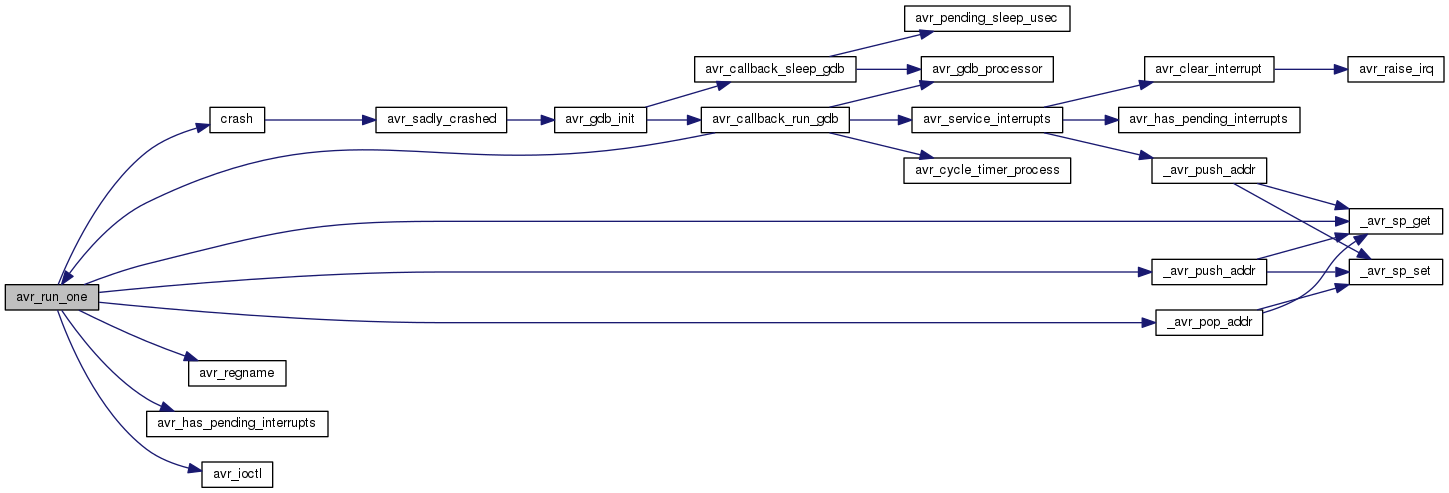 avr_pending_sleep_usec
avr_callback_sleep_gdb
avr_gdb_processor
avr_clear_interrupt
avr_raise_irq
crash
avr_sadly_crashed
avr_gdb_init
avr_callback_run_gdb
avr_service_interrupts
avr_has_pending_interrupts
avr_cycle_timer_process
_avr_push_addr
_avr_sp_get
_avr_push_addr
_avr_sp_set
avr_run_one
_avr_pop_addr
avr_regname
avr_has_pending_interrupts
avr_ioctl